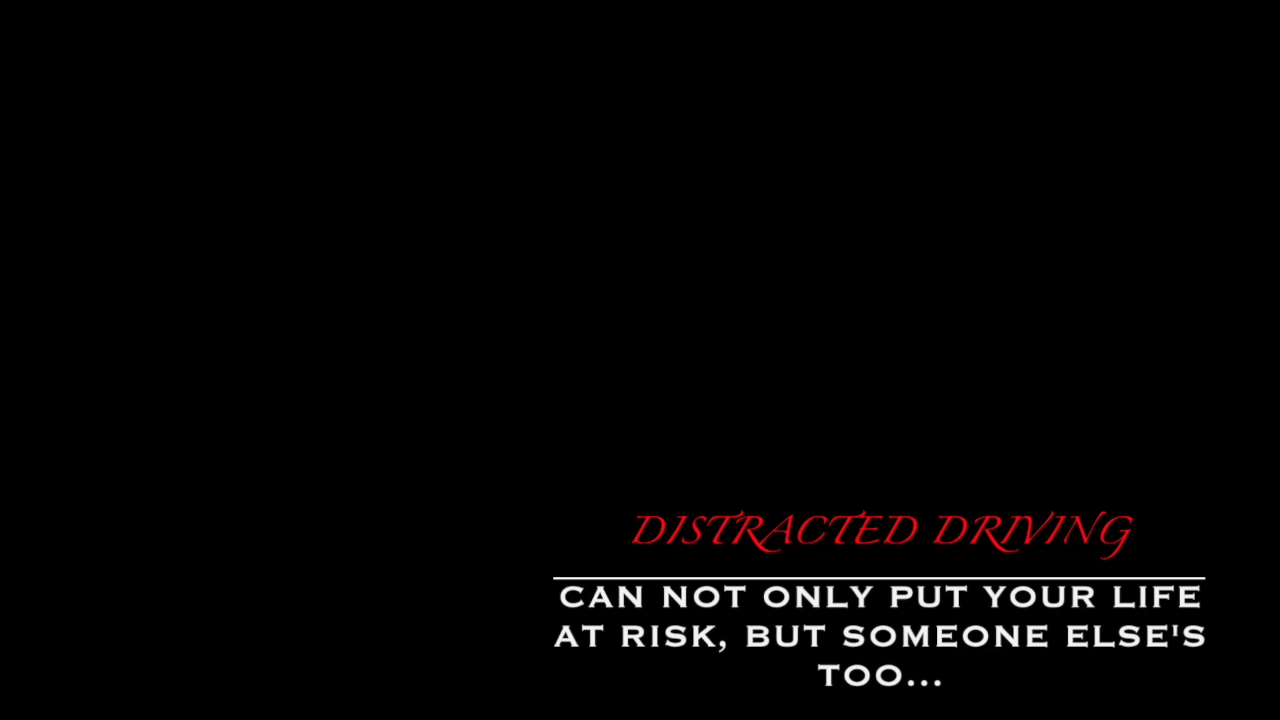 DISTRACTED DRIVING
CAN NOT ONLY PUT YOUR LIFE
AT RISK, BUT SOMEONE ELSE'S
TOO...